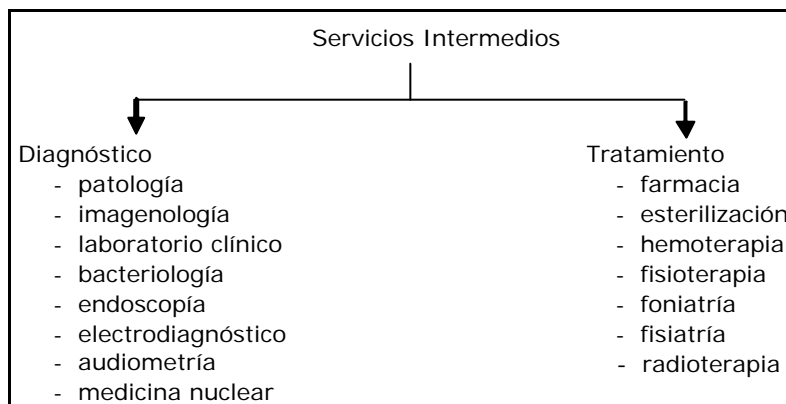 Servicios Intermedios
Diagnóstico
- patología
- imagenología
- laboratorio clínico
- bacteriología
- endoscopía
- electrodiagnóstico
- audiometría
- medicina nuclear
Tratamiento
- farmacia
- esterilización
- hemoterapia
- fisioterapia
- foniatría
- fisiatría
- radioterapia